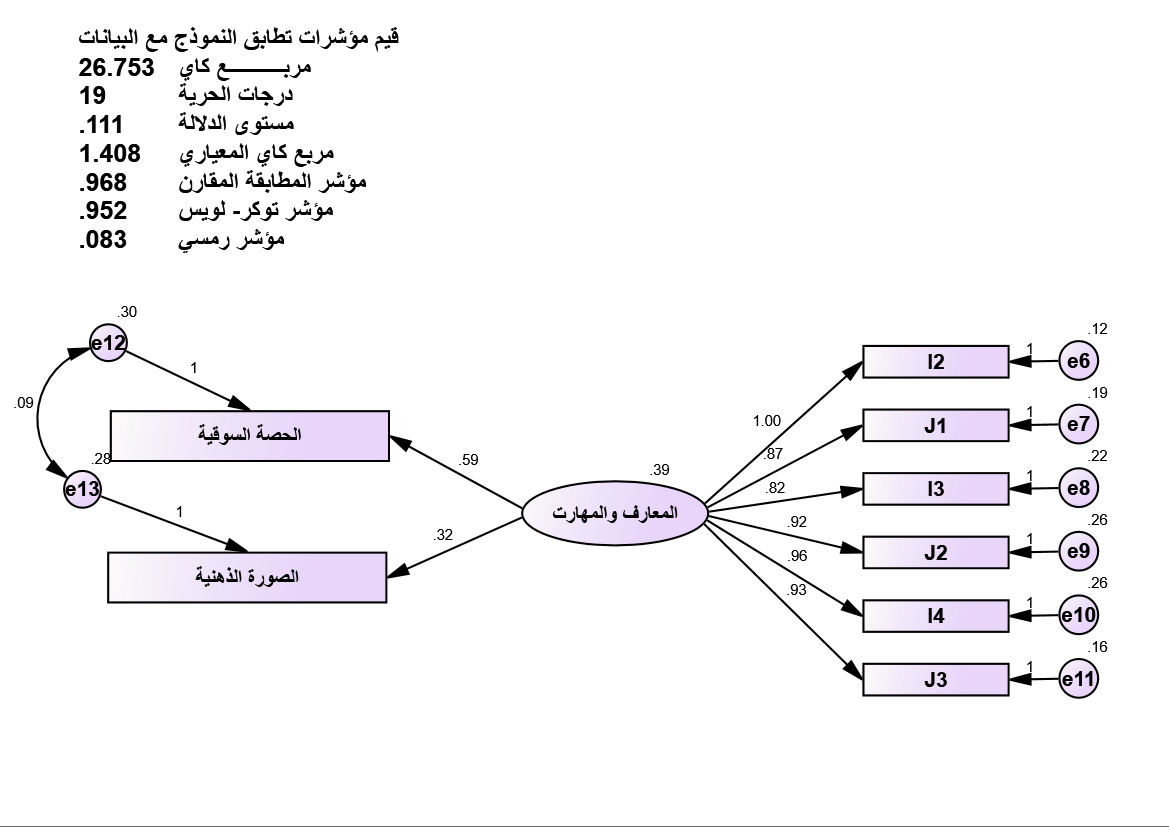 قيم مؤشرات تطابق النموذج مع البيانات
مربـــــــــع كاي 26.753
درجات الحرية 19
مستوى الدلالة .111
مربع كاي المعياري 1.408
مؤشر المطابقة المقارن .968
مؤشر توكر- لويس .952
مؤشر رمسي .083
.30
e12
1
.09
الحصة السوقية
.28
e13
1
الصورة الذهنية
.59
.32
.39
المعارف والمهارت
1.00
.87
.82
.92
.96
.93
I2
1
.12
e6
J1
1
.19
e7
I3
1
.22
e8
J2
1
.26
e9
I4
1
.26
e10
J3
1
.16
e11